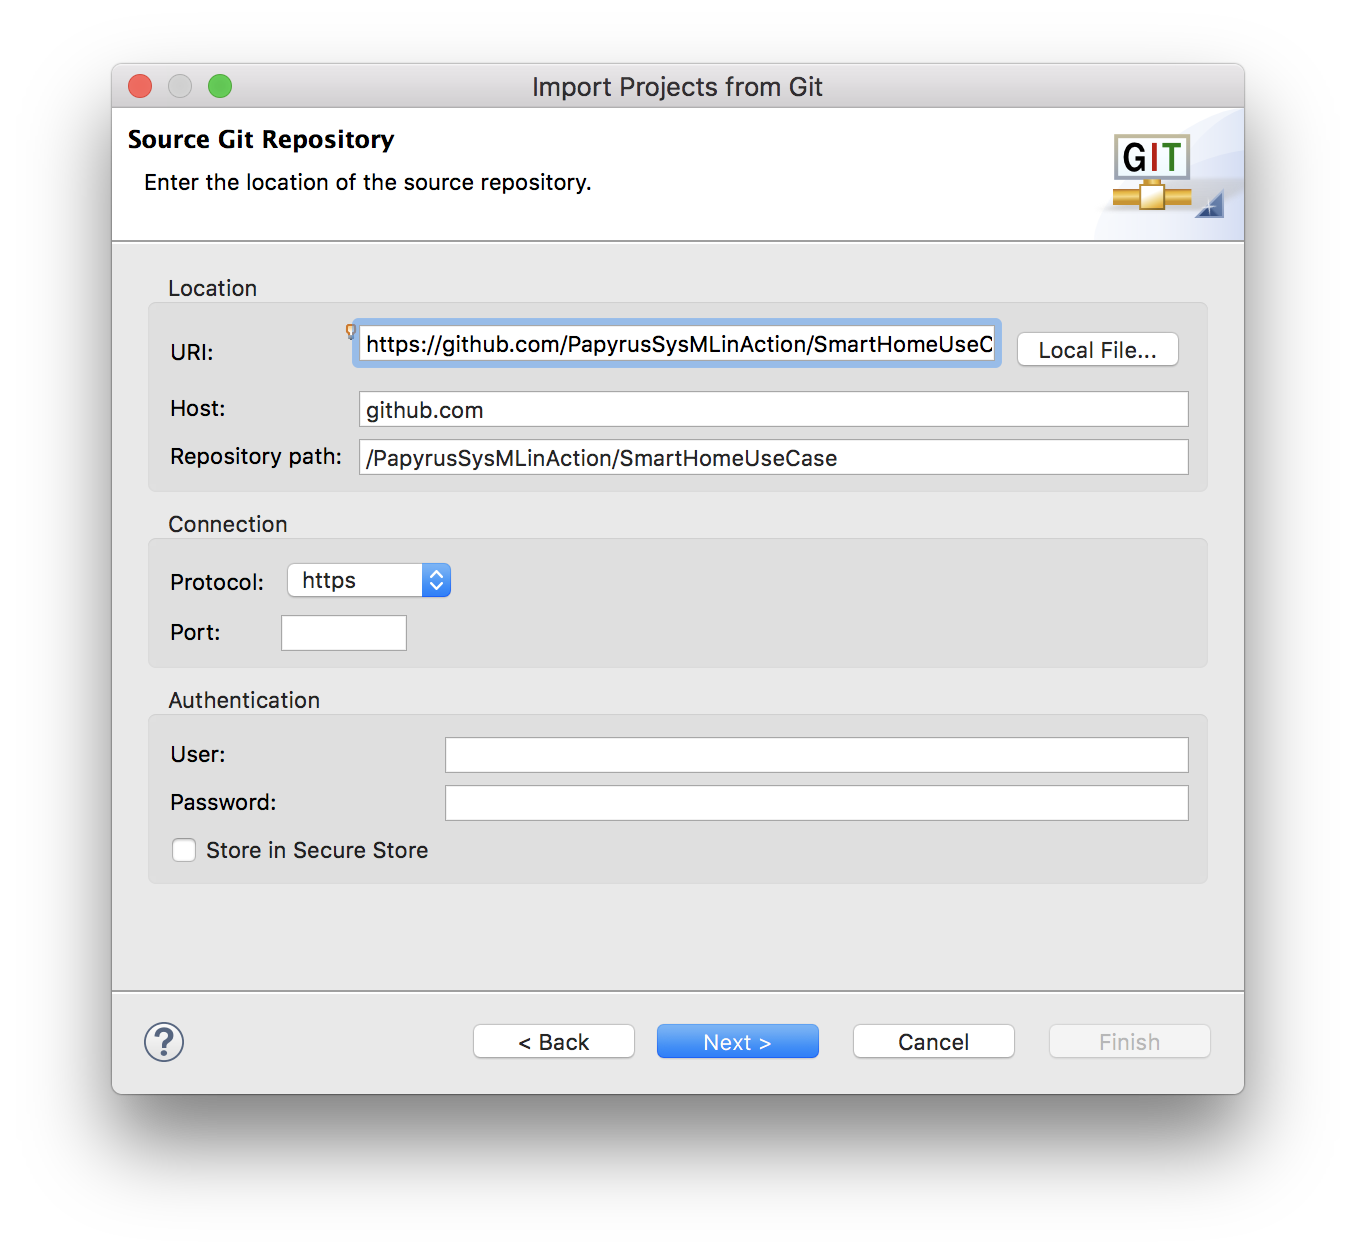 Import Projects from Git
Source Git Repository
Enter the location of the source repository.
GIT
Location
URI: https://github.com/PapyrusSysMLinAction/SmartHomeUseC Local File...
Host: github.com
Repository path: /PapyrusSysMLinAction/SmartHomeUseCase
Connection
Protocol: https
Port:
Authentication
User:
Password:
Store in Secure Store
? < Back Next > Cancel Finish